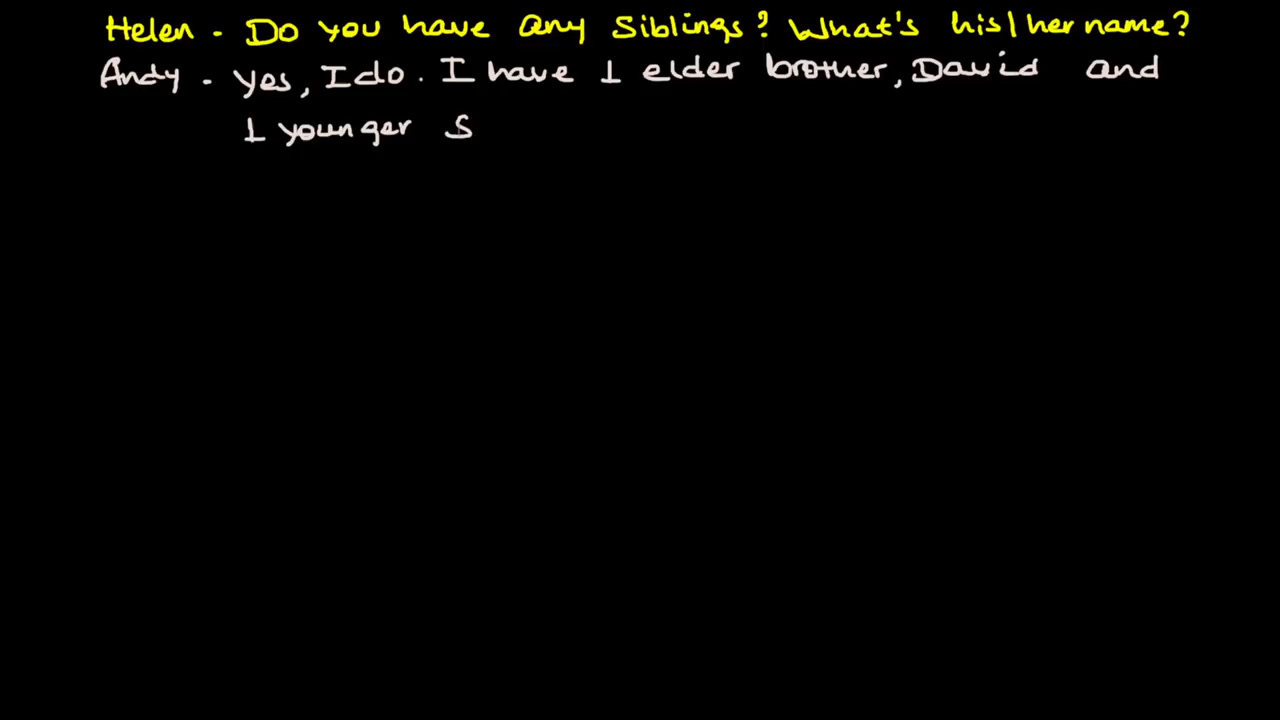 Helen - Do you have any Siblings? What's his/her name?
Andy - Yes, I do. I have 1 elder brother, David and
1 younger S